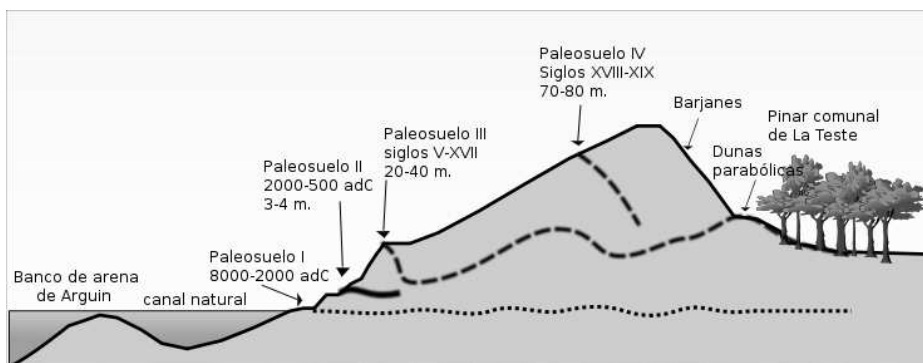 Paleosuelo IV
Siglos XVIII-XIX
70-80 m.
Barjanes
Pinar comunal
de La Teste
Paleosuelo III
siglos V-XVII
20-40 m.
Dunas
parabólicas
Paleosuelo II
2000-500 adC
3-4 m.
Paleosuelo I
8000-2000 adC
Banco de arena
de Arguin
canal natural